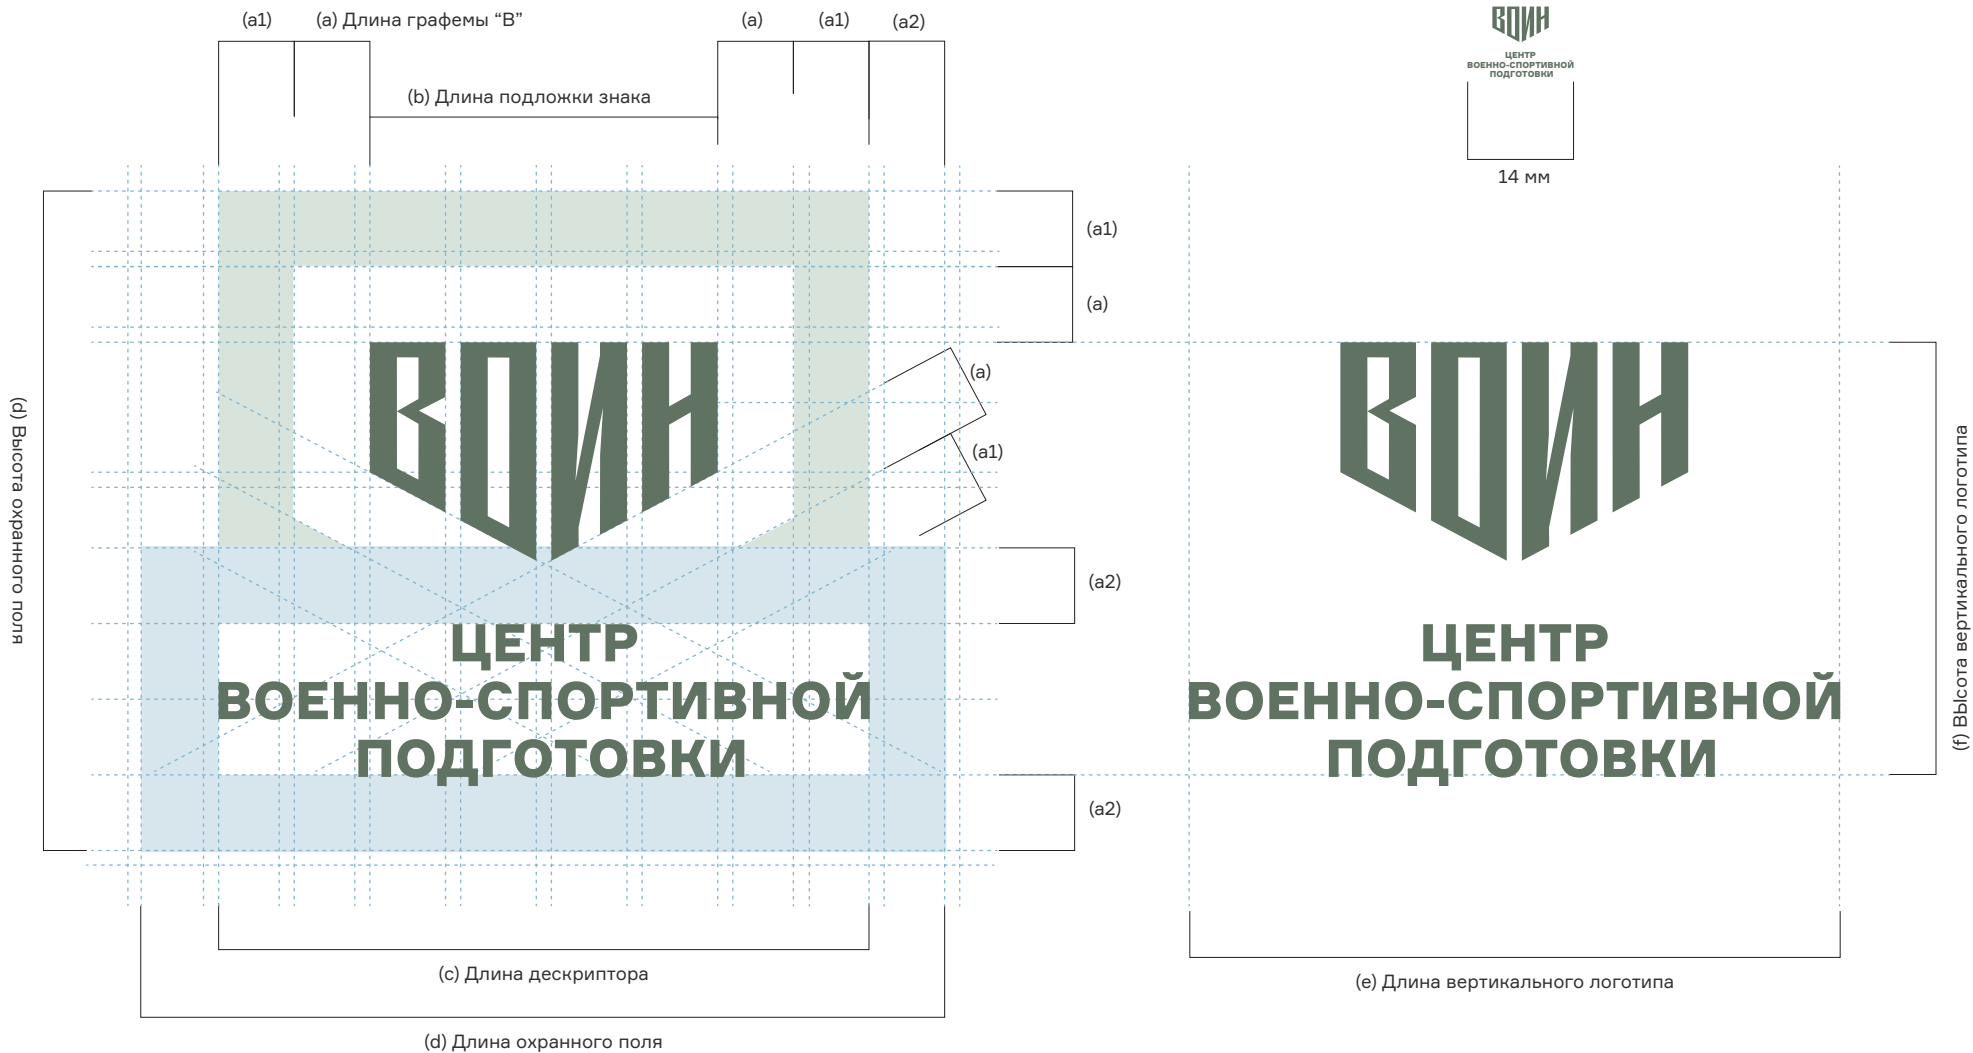 (a1)
(a) Длина графемы “В”
(a)
(a1)
(a2)
(b) Длина подложки знака
ВОИН
ЦЕНТР
ВОЕННО-СПОРТИВНОЙ
ПОДГОТОВКИ
14 мм
(a1)
(a)
(a)
(a1)
(a2)
(a2)
(d) Высота охранного поля
ВОИН
ЦЕНТР
ВОЕННО-СПОРТИВНОЙ
ПОДГОТОВКИ
(c) Длина дескриптора
(d) Длина охранного поля
ВОИН
ЦЕНТР
ВОЕННО-СПОРТИВНОЙ
ПОДГОТОВКИ
(f) ВЫсота вертикального логотипа
(e) Длина вертикального логотипа